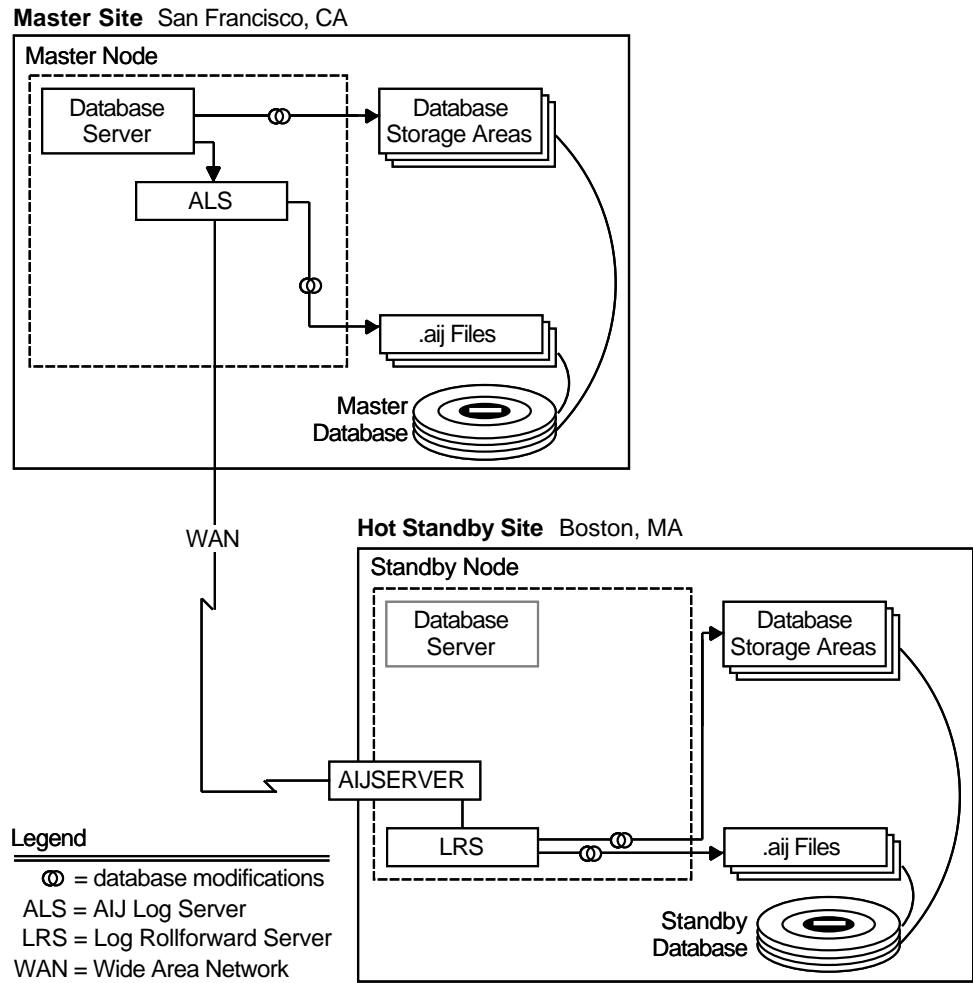 Master Site San Francisco, CA
Master Node
Database
Server
Database
Storage Areas
ALS
.aij Files
Master
Database
WAN
Hot Standby Site Boston, MA
Standby Node
Database
Server
Database
Storage Areas
AIJSERVER
LRS
.aij Files
Standby
Database
Legend
= database modifications
ALS = AIJ Log Server
LRS = Log Rollforward Server
WAN = Wide Area Network